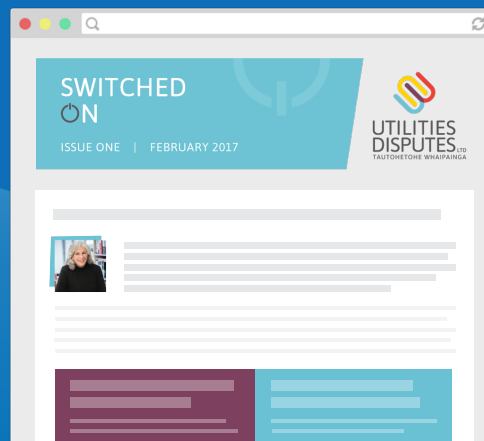 SWITCHED
ON
ISSUE ONE | FEBRUARY 2017
UTILITIES
DISPUTES LTD
TAUTOHETOHE WHAIPAINGA